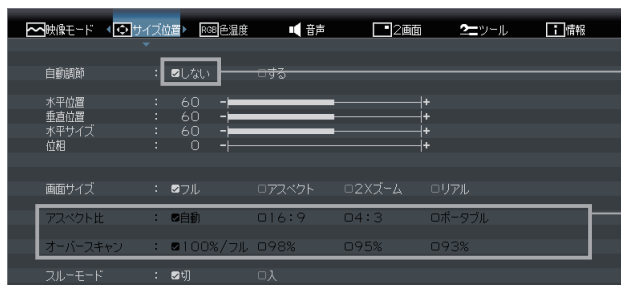 映像モード サイズ位置 RGB色温度 音声 2画面 ツール 情報
自動調節 : ☑しない □する
水平位置 : 60 - +
垂直位置 : 60 - +
水平サイズ : 60 - +
位相 : 0 - +
画面サイズ : ☑フル □アスペクト □2Xズーム □リアル
アスペクト比 : ☑自動 □16:9 □4:3 □ポータブル
オーバースキャン : ☑100%/フル □98% □95% □93%
スルーモード : ☑切 □入